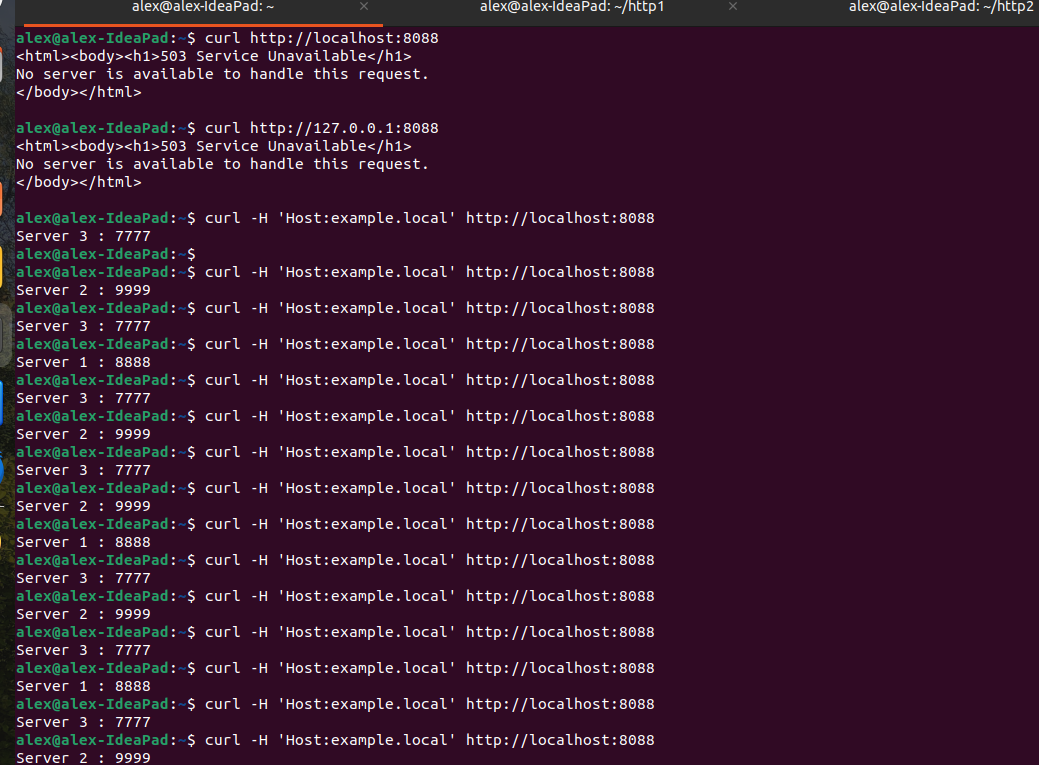 alex@alex-IdeaPad: ~ × alex@alex-IdeaPad: ~/http1 × alex@alex-IdeaPad: ~/http2
alex@alex-IdeaPad:~$ curl http://localhost:8088
<html><body><h1>503 Service Unavailable</h1>
No server is available to handle this request.
</body></html>
alex@alex-IdeaPad:~$ curl http://127.0.0.1:8088
<html><body><h1>503 Service Unavailable</h1>
No server is available to handle this request.
</body></html>
alex@alex-IdeaPad:~$ curl -H 'Host:example.local' http://localhost:8088
Server 3 : 7777
alex@alex-IdeaPad:~$
alex@alex-IdeaPad:~$ curl -H 'Host:example.local' http://localhost:8088
Server 2 : 9999
alex@alex-IdeaPad:~$ curl -H 'Host:example.local' http://localhost:8088
Server 3 : 7777
alex@alex-IdeaPad:~$ curl -H 'Host:example.local' http://localhost:8088
Server 1 : 8888
alex@alex-IdeaPad:~$ curl -H 'Host:example.local' http://localhost:8088
Server 3 : 7777
alex@alex-IdeaPad:~$ curl -H 'Host:example.local' http://localhost:8088
Server 2 : 9999
alex@alex-IdeaPad:~$ curl -H 'Host:example.local' http://localhost:8088
Server 3 : 7777
alex@alex-IdeaPad:~$ curl -H 'Host:example.local' http://localhost:8088
Server 2 : 9999
alex@alex-IdeaPad:~$ curl -H 'Host:example.local' http://localhost:8088
Server 1 : 8888
alex@alex-IdeaPad:~$ curl -H 'Host:example.local' http://localhost:8088
Server 3 : 7777
alex@alex-IdeaPad:~$ curl -H 'Host:example.local' http://localhost:8088
Server 2 : 9999
alex@alex-IdeaPad:~$ curl -H 'Host:example.local' http://localhost:8088
Server 3 : 7777
alex@alex-IdeaPad:~$ curl -H 'Host:example.local' http://localhost:8088
Server 1 : 8888
alex@alex-IdeaPad:~$ curl -H 'Host:example.local' http://localhost:8088
Server 3 : 7777
alex@alex-IdeaPad:~$ curl -H 'Host:example.local' http://localhost:8088
Server 2 : 9999